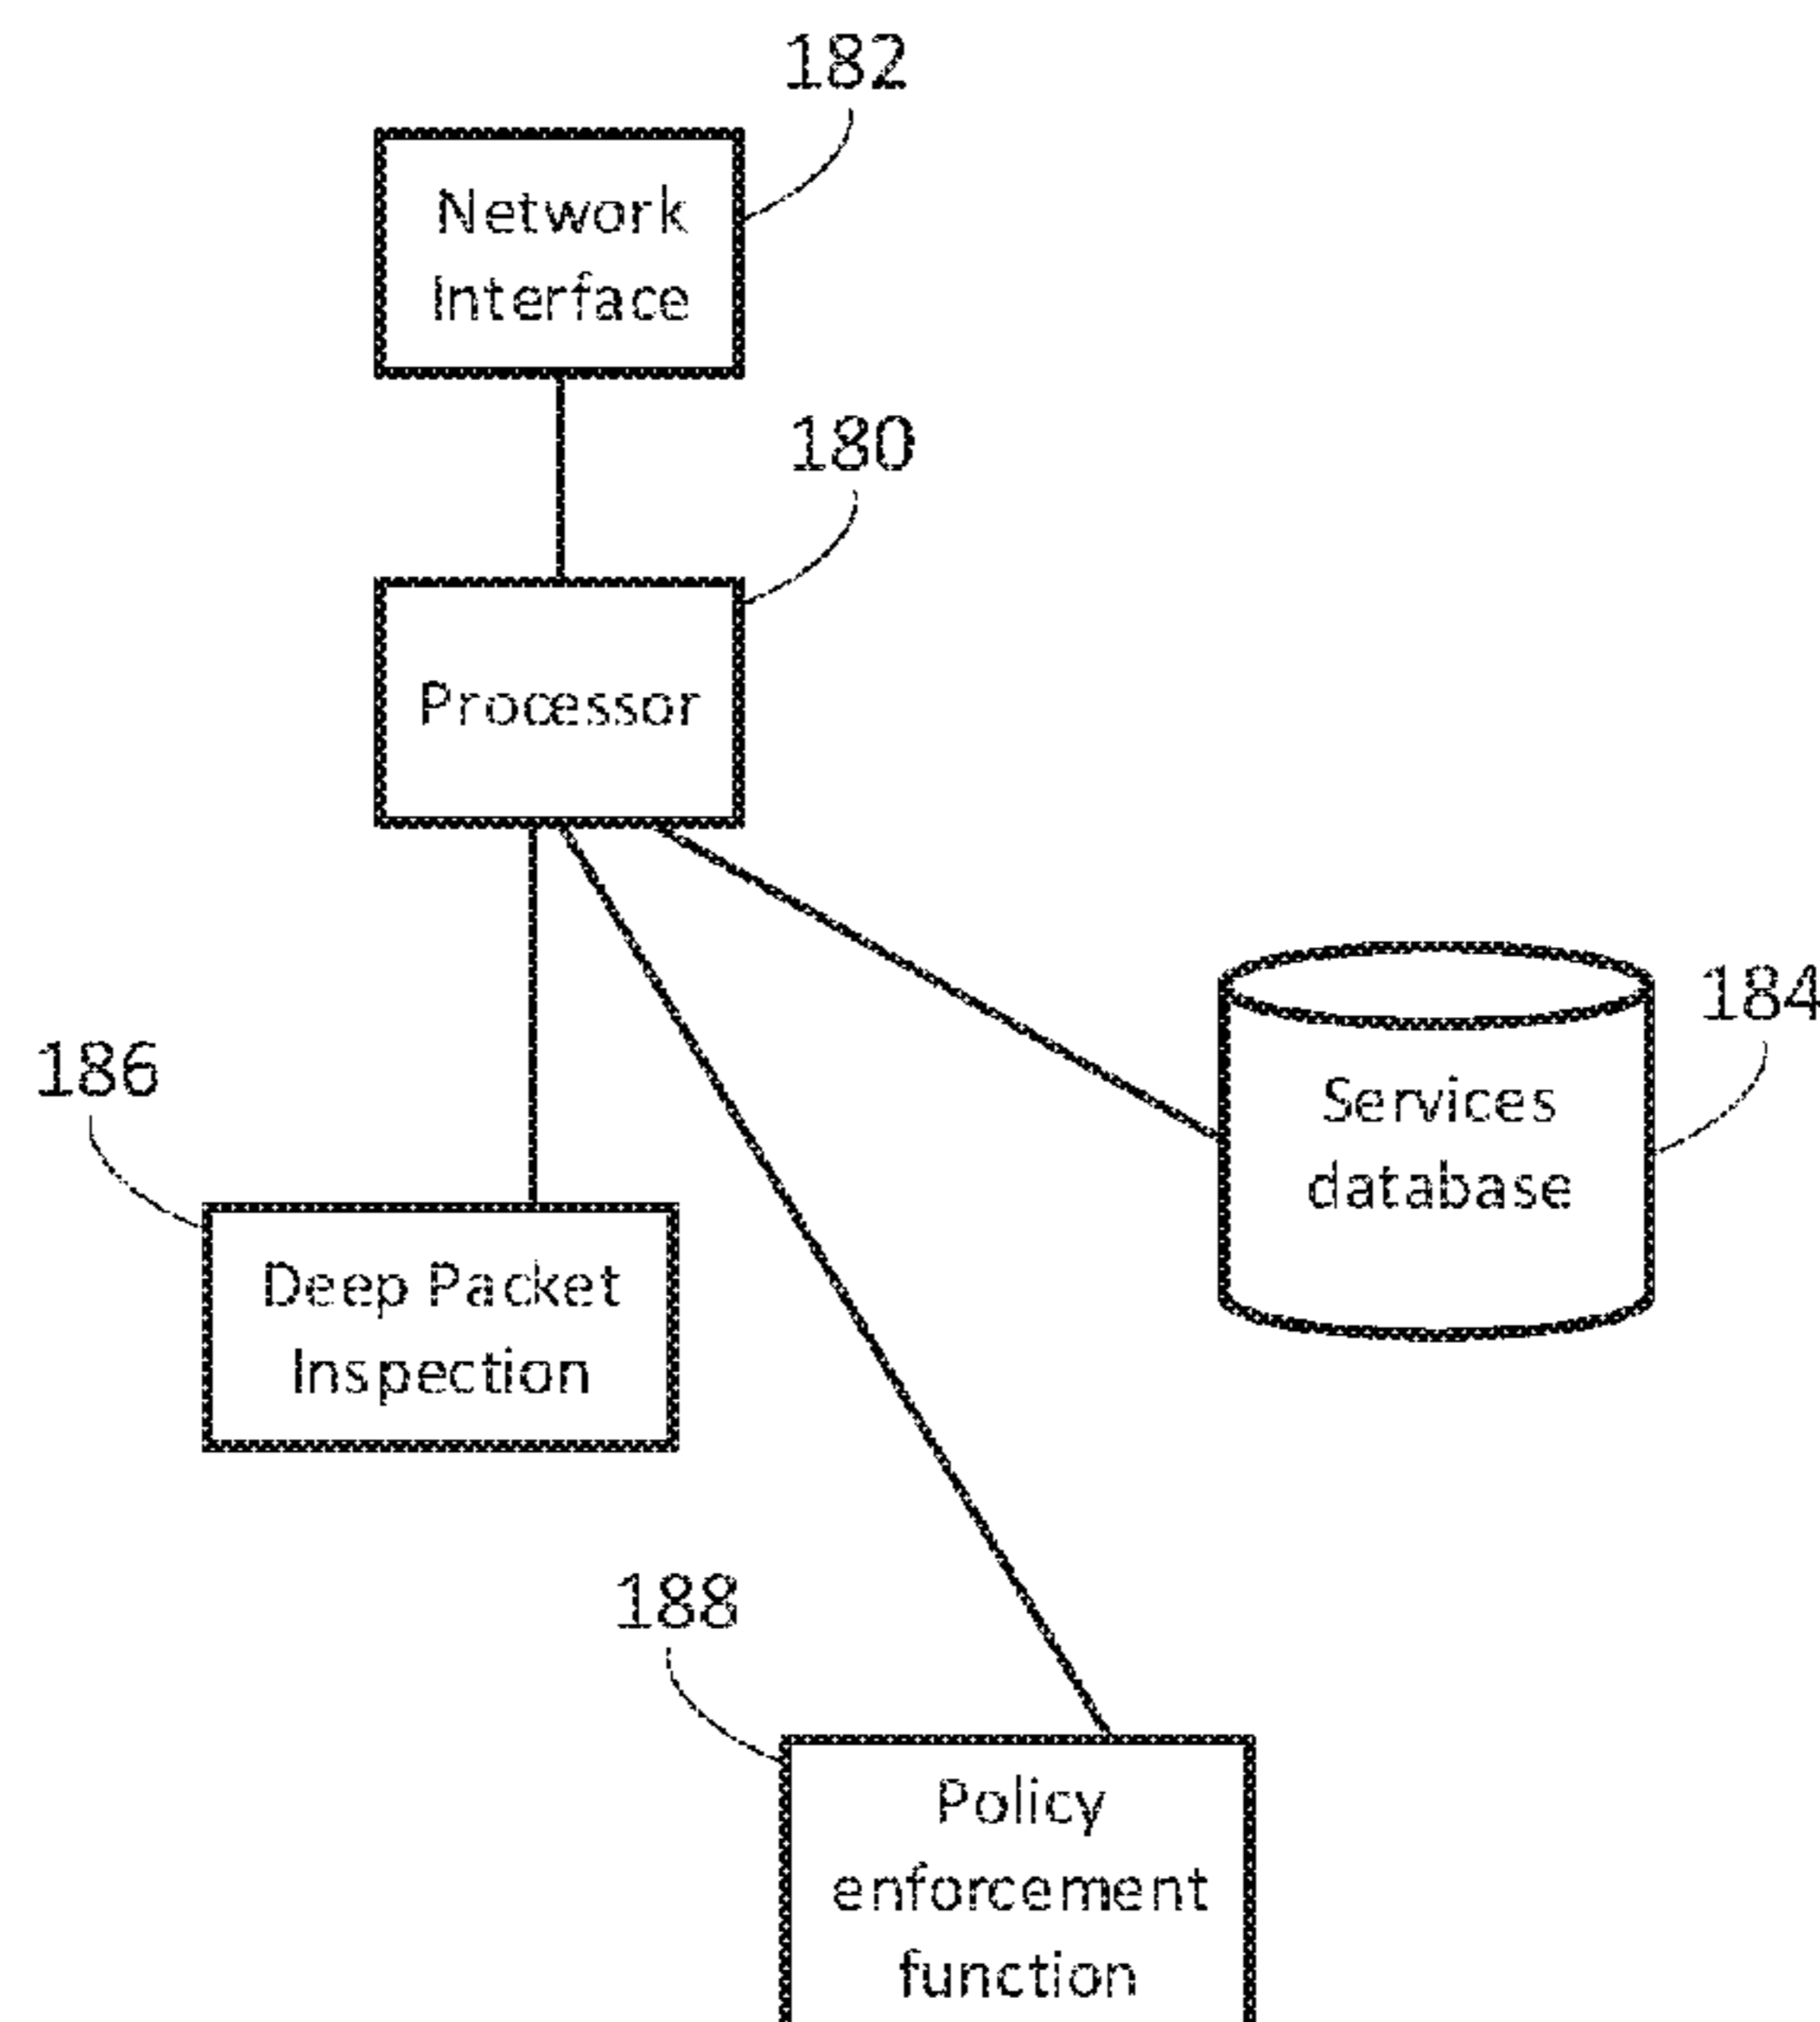 182
Network
Interface
180
Processor
184
Services
database
186
Deep Packet
Inspection
188
Policy
enforcement
function